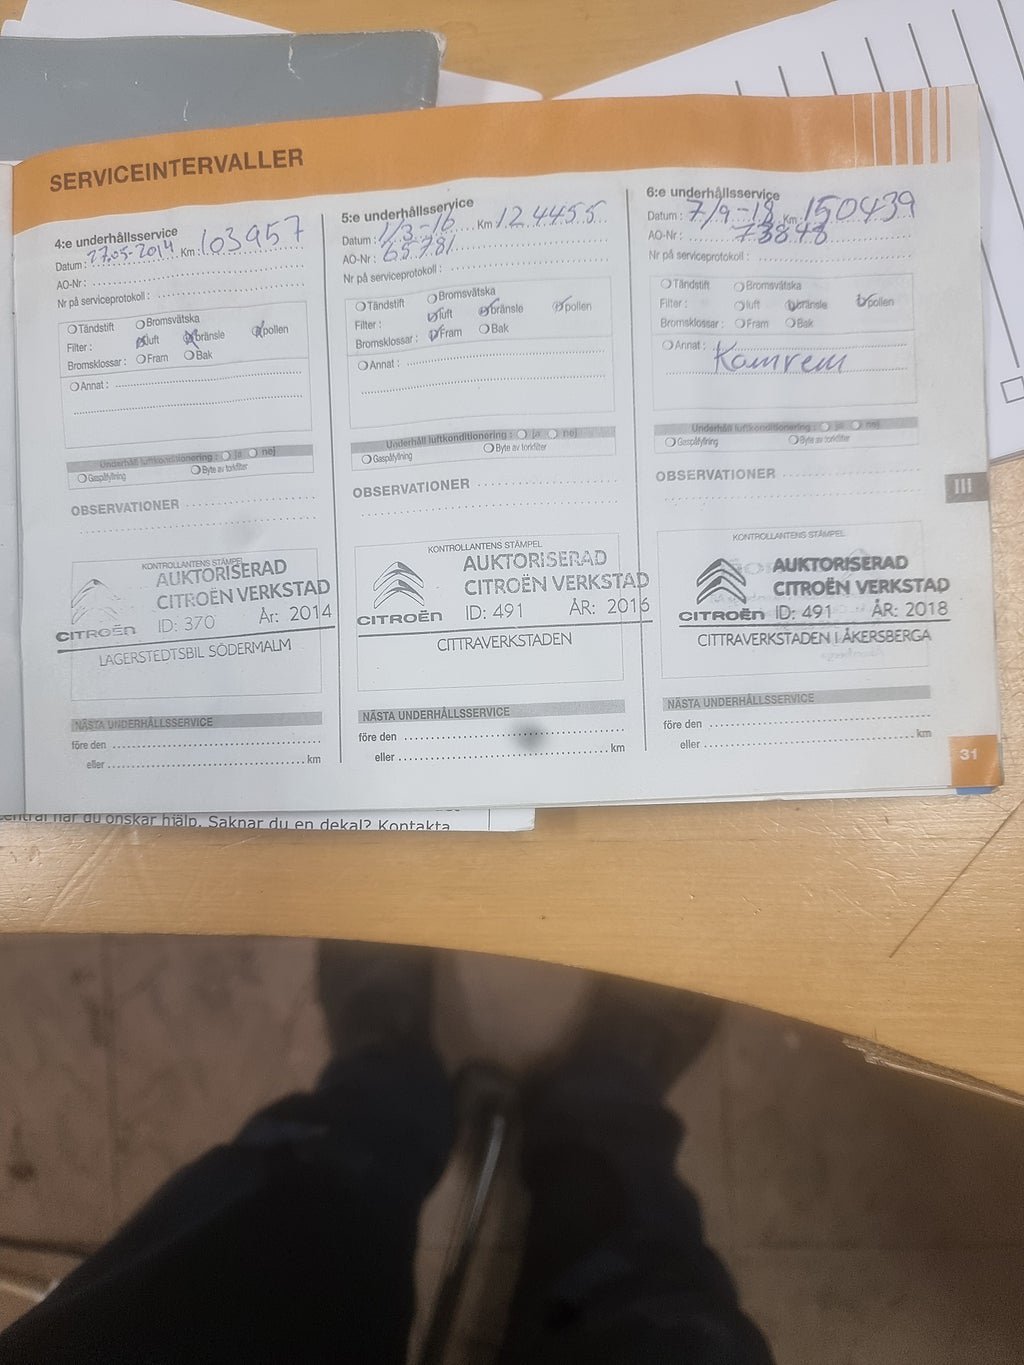 SERVICEINTERVALLER
4:e underhållsservice
Datum : 27.05-2014 Km : 103957
AO-Nr :
Nr på serviceprotokoll :
Tändstift Bromsvätska
Filter : luft bränsle pollen
Bromsklossar : Fram Bak
Annat :
Underhåll luftkonditionering : ja nej
Gaspåfyllning Byte av torkfilter
OBSERVATIONER
KONTROLLANTENS STÄMPEL
AUKTORISERAD
CITROËN VERKSTAD
CITROËN ID: 370 År: 2014
LAGERSTEDTSBIL SÖDERMALM
NÄSTA UNDERHÅLLSSERVICE
före den
eller km
5:e underhållsservice
Datum : 1/3-16 Km 124455
AO-Nr : 65781
Nr på serviceprotokoll :
Tändstift Bromsvätska
Filter : luft bränsle pollen
Bromsklossar : Fram Bak
Annat :
Underhåll luftkonditionering : ja nej
Gaspåfyllning Byte av torkfilter
OBSERVATIONER
KONTROLLANTENS STÄMPEL
AUKTORISERAD
CITROËN VERKSTAD
CITROËN ID: 491 ÅR: 2016
CITTRAVERKSTADEN
NÄSTA UNDERHÅLLSSERVICE
före den
eller km
6:e underhållsservice
Datum : 7/9-18 Km 150439
AO-Nr : 73848
Nr på serviceprotokoll :
Tändstift Bromsvätska
Filter : luft bränsle pollen
Bromsklossar : Fram Bak
Annat :
Kamrem
Underhåll luftkonditionering : ja nej
Gaspåfyllning Byte av torkfilter
OBSERVATIONER
KONTROLLANTENS STÄMPEL
AUKTORISERAD
CITROËN VERKSTAD
CITROËN ID: 491 ÅR: 2018
CITTRAVERKSTADEN I ÅKERSBERGA
NÄSTA UNDERHÅLLSSERVICE
före den
eller km
III
31
har du önskar hjälp. Saknar du en dekal? Kontakta